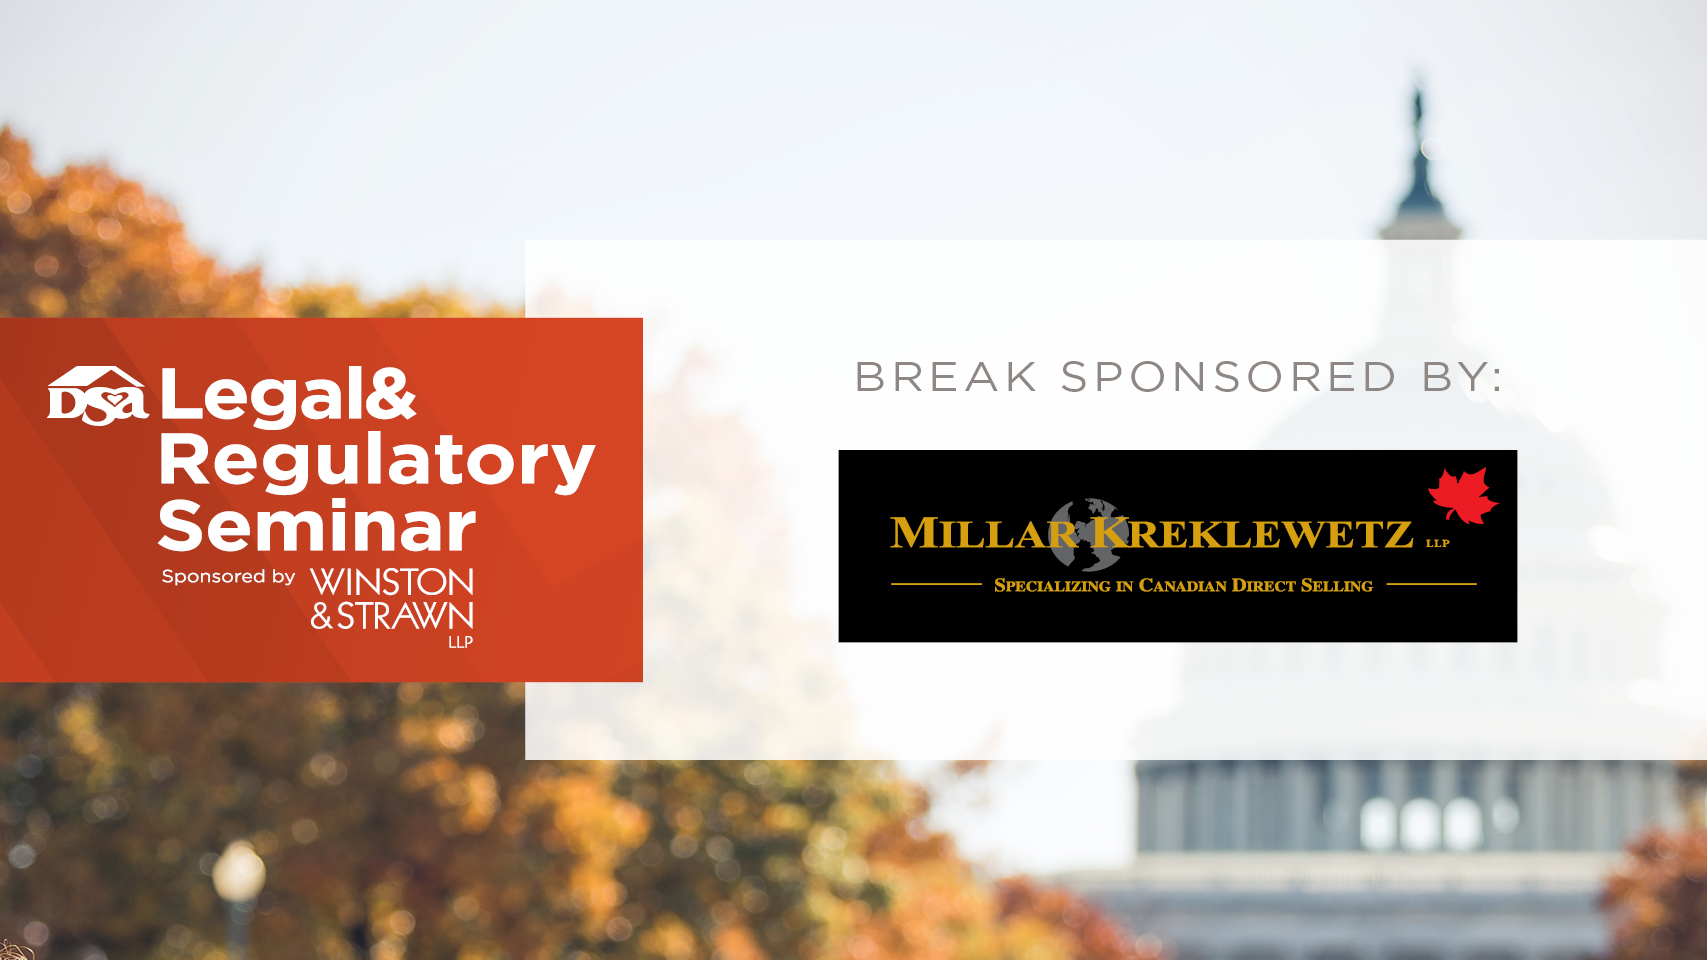 DSA
Legal&
Regulatory
Seminar
Sponsored by WINSTON
& STRAWN
LLP
BREAK SPONSORED BY:
MILLAR KREKLEWETZ LLP
SPECIALIZING IN CANADIAN DIRECT SELLING